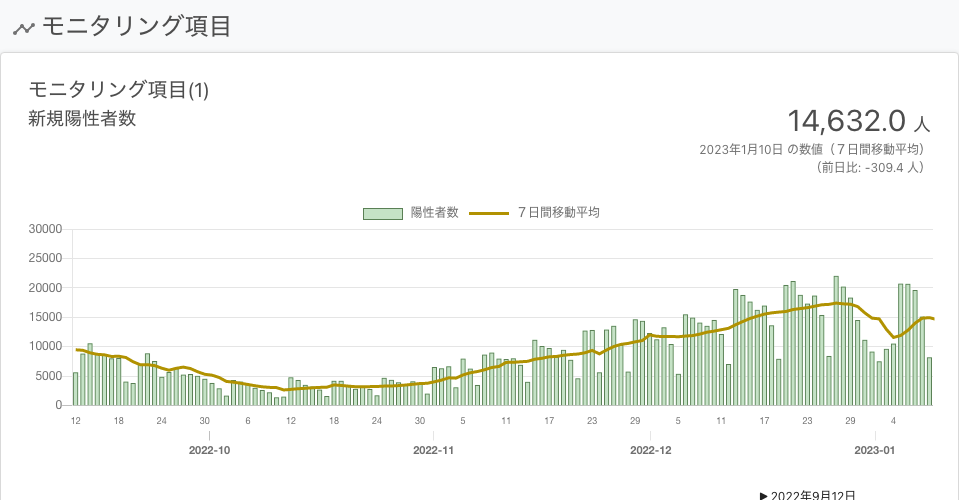 モニタリング項目
モニタリング項目(1)
新規陽性者数
14,632.0 人
2023年1月10日 の数値（７日間移動平均）
（前日比: -309.4 人）
陽性者数 ７日間移動平均
30000
25000
20000
15000
10000
5000
0
12 18 24 30 6 12 18 24 30 5 11 17 23 29 5 11 17 23 29 4
2022-10 2022-11 2022-12 2023-01
▶ 2022年9月12日